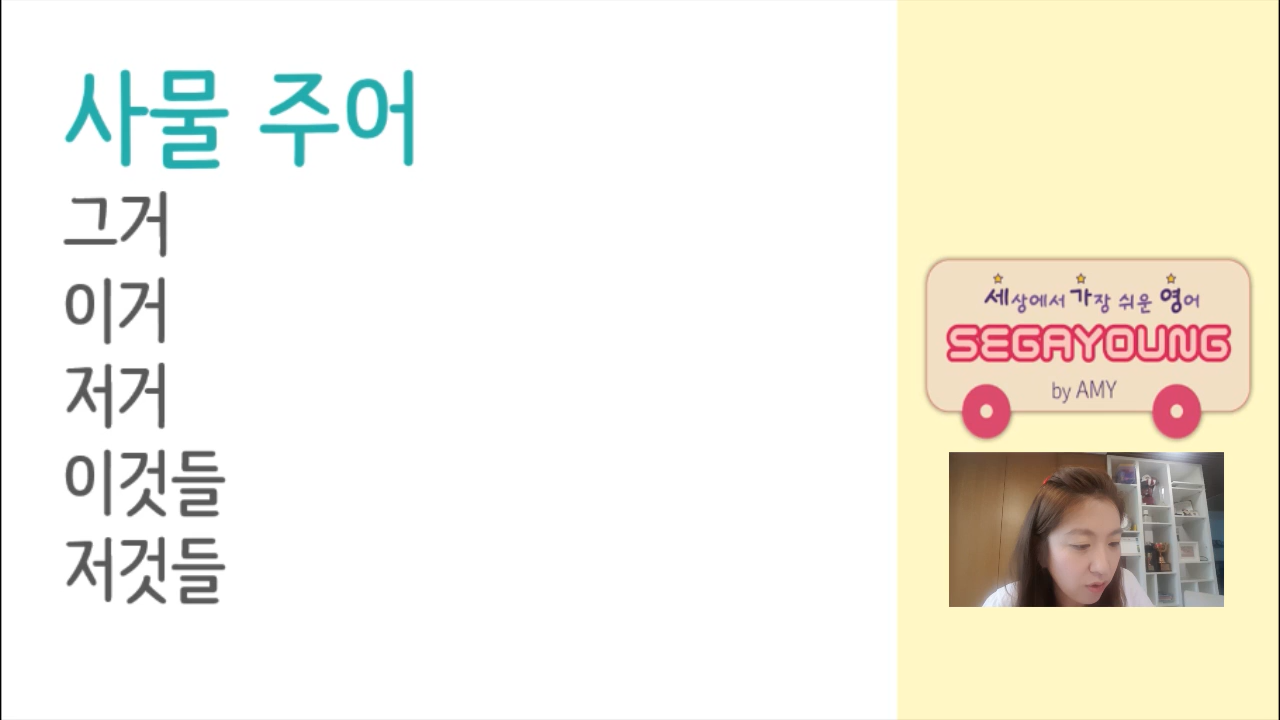 사물 주어
그거
이거
저거
이것들
저것들
세상에서 가장 쉬운 영어
SEGAYOUNG
by AMY